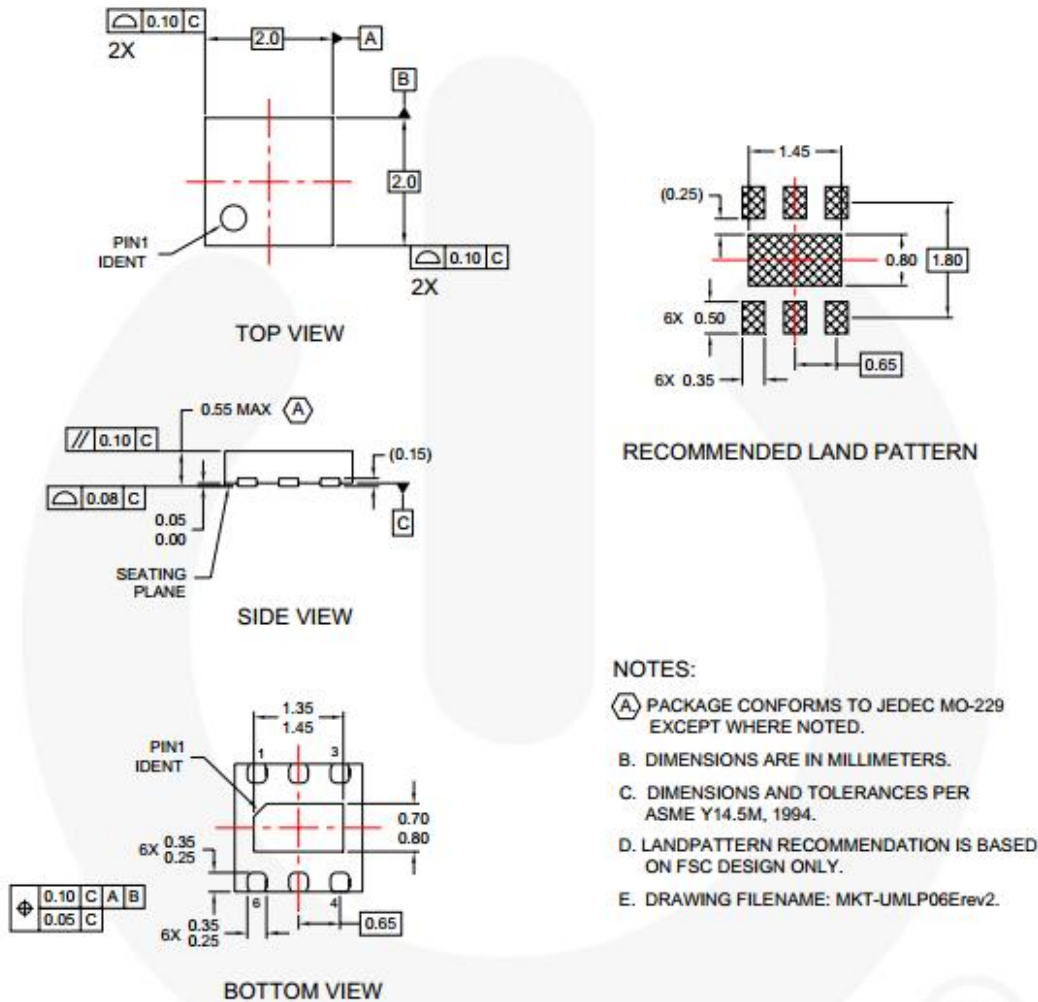 ⌓ 0.10 C
2X
2.0
A
B
2.0
PIN1
IDENT
⌓ 0.10 C
2X
TOP VIEW
1.45
(0.25)
0.80
1.80
6X 0.50
0.65
6X 0.35
RECOMMENDED LAND PATTERN
0.55 MAX A
// 0.10 C
(0.15)
⌓ 0.08 C
0.05
0.00
C
SEATING
PLANE
SIDE VIEW
1.35
1.45
PIN1
IDENT
1
3
0.70
0.80
6X 0.35
0.25
⌖ 0.10 C A B
0.05 C
6
4
6X 0.35
0.25
0.65
BOTTOM VIEW
NOTES:
A PACKAGE CONFORMS TO JEDEC MO-229
EXCEPT WHERE NOTED.
B. DIMENSIONS ARE IN MILLIMETERS.
C. DIMENSIONS AND TOLERANCES PER
ASME Y14.5M, 1994.
D. LANDPATTERN RECOMMENDATION IS BASED
ON FSC DESIGN ONLY.
E. DRAWING FILENAME: MKT-UMLP06Erev2.